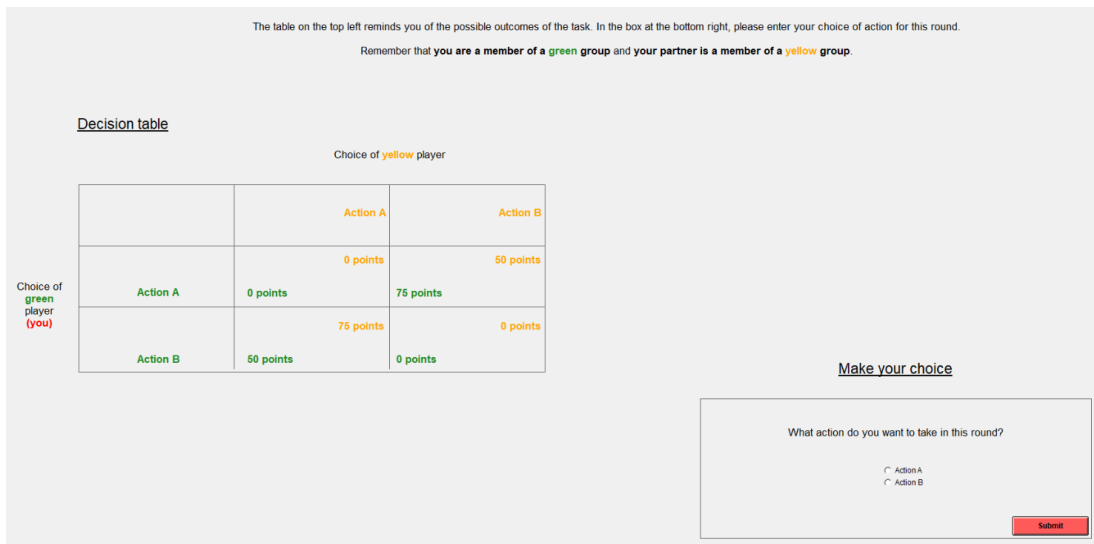 The table on the top left reminds you of the possible outcomes of the task. In the box at the bottom right, please enter your choice of action for this round.
Remember that you are a member of a green group and your partner is a member of a yellow group.
Decision table
Choice of yellow player
Action A
Action B
0 points
50 points
Choice of
green
player
(you)
Action A
0 points
75 points
75 points
0 points
Action B
50 points
0 points
Make your choice
What action do you want to take in this round?
Action A
Action B
Submit